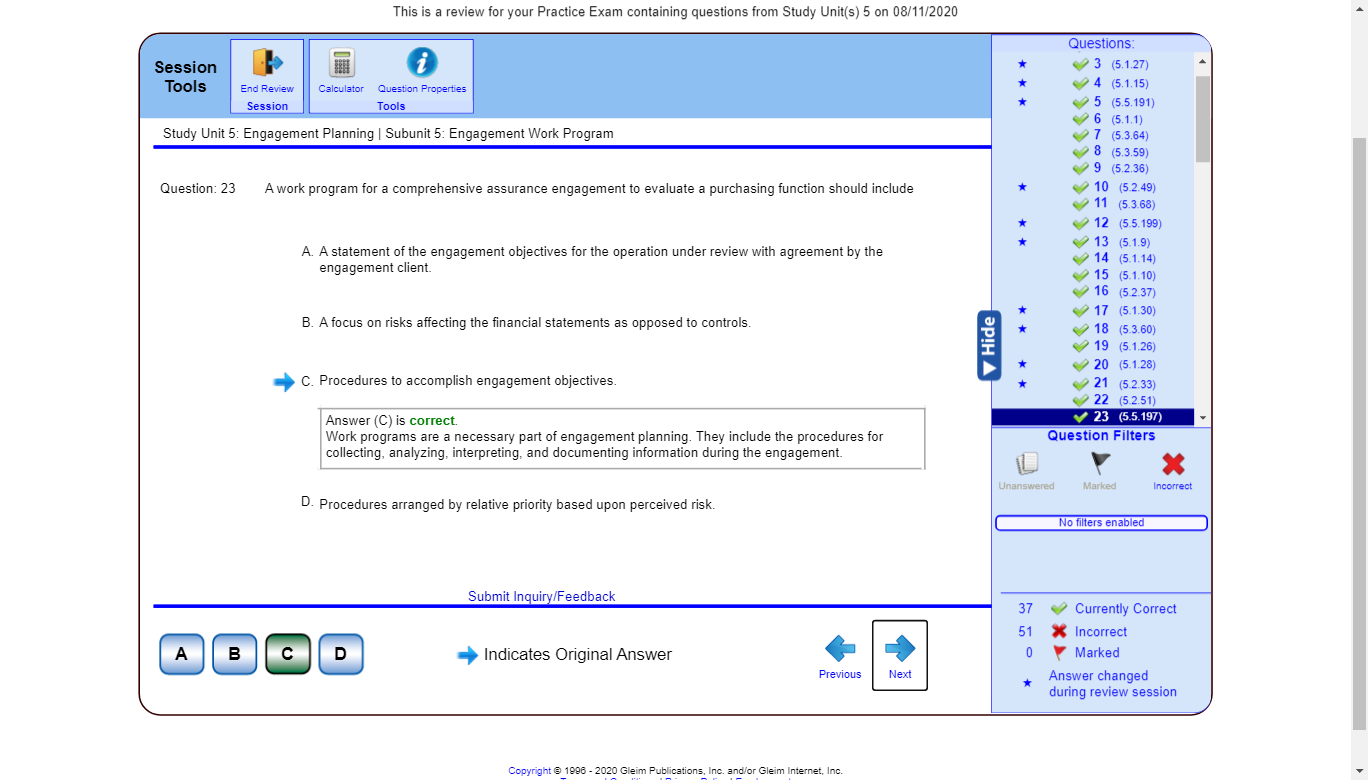 This is a review for your Practice Exam containing questions from Study Unit(s) 5 on 08/11/2020
Session Tools
End Review
Session
Calculator
Question Properties
Tools
Study Unit 5: Engagement Planning | Subunit 5: Engagement Work Program
Question: 23
A work program for a comprehensive assurance engagement to evaluate a purchasing function should include
A. A statement of the engagement objectives for the operation under review with agreement by the
engagement client.
B. A focus on risks affecting the financial statements as opposed to controls.
C. Procedures to accomplish engagement objectives.
Answer (C) is correct.
Work programs are a necessary part of engagement planning. They include the procedures for
collecting, analyzing, interpreting, and documenting information during the engagement.
D. Procedures arranged by relative priority based upon perceived risk.
Submit Inquiry/Feedback
A B C D
Indicates Original Answer
Previous
Next
Hide
Questions:
3 (5.1.27)
4 (5.1.15)
5 (5.5.191)
6 (5.1.1)
7 (5.3.64)
8 (5.3.59)
9 (5.2.36)
10 (5.2.49)
11 (5.3.68)
12 (5.5.199)
13 (5.1.9)
14 (5.1.14)
15 (5.1.10)
16 (5.2.37)
17 (5.1.30)
18 (5.3.60)
19 (5.1.26)
20 (5.1.28)
21 (5.2.33)
22 (5.2.51)
23 (5.5.197)
Question Filters
Unanswered
Marked
Incorrect
No filters enabled
37 Currently Correct
51 Incorrect
0 Marked
Answer changed
during review session
Copyright © 1996 - 2020 Gleim Publications, Inc. and/or Gleim Internet, Inc.